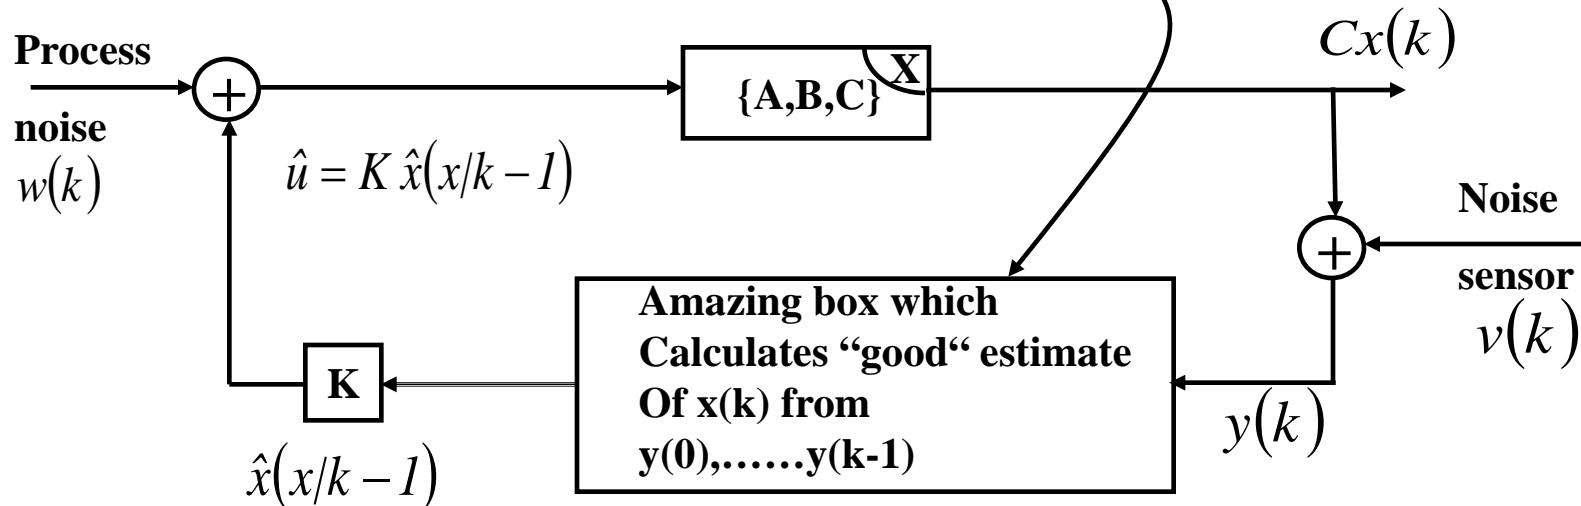 Process
noise
w(k)
+
û = K x̂(x/k − 1)
{A,B,C}
X
Cx(k)
Noise
sensor
v(k)
+
Amazing box which
Calculates “good“ estimate
Of x(k) from
y(0),......y(k-1)
y(k)
K
x̂(x/k − 1)